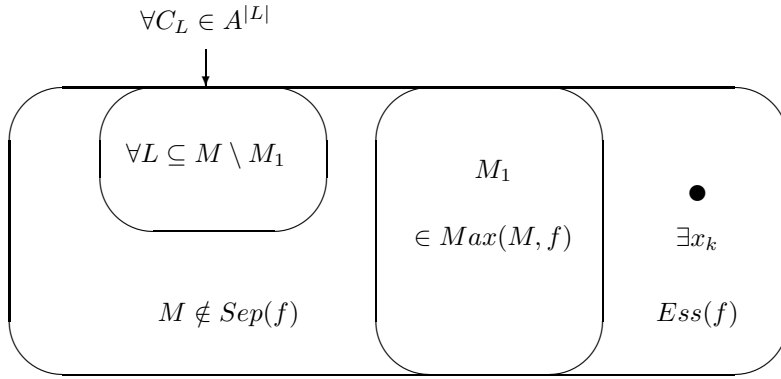 ∀C_L ∈ A^{|L|}
∀L ⊆ M \ M_1
M_1
∈ Max(M, f)
∃x_k
M ∉ Sep(f)
Ess(f)